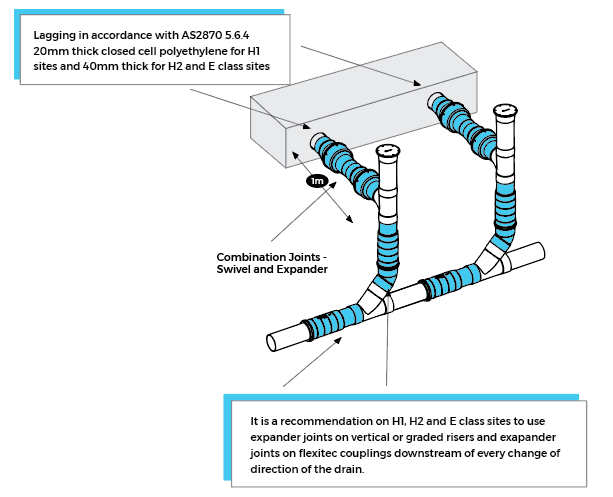 Lagging in accordance with AS2870 5.6.4
20mm thick closed cell polyethylene for H1
sites and 40mm thick for H2 and E class sites
1m
Combination Joints -
Swivel and Expander
It is a recommendation on H1, H2 and E class sites to use
expander joints on vertical or graded risers and exapander
joints on flexitec couplings downstream of every change of
direction of the drain.